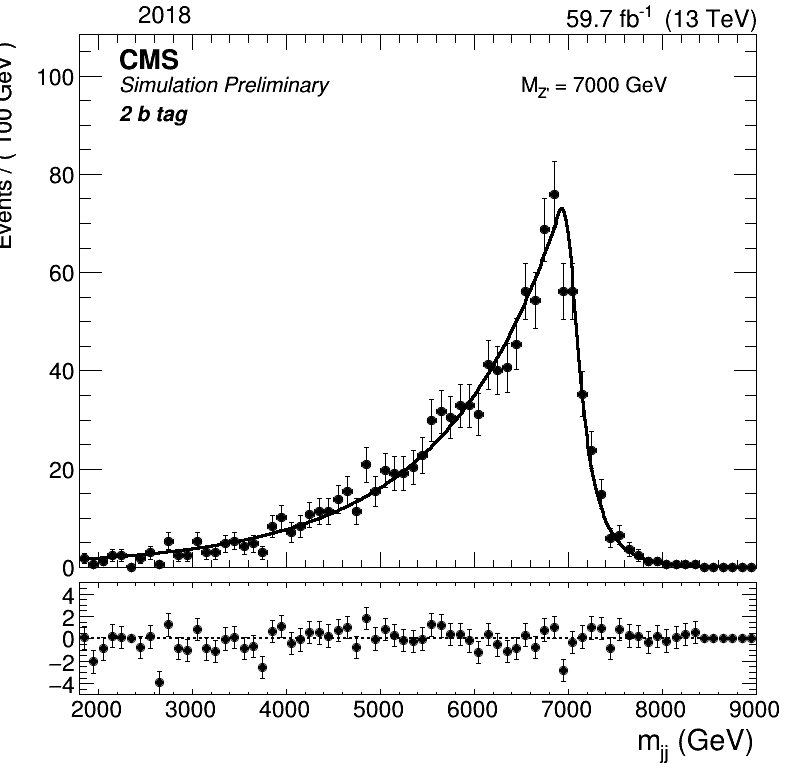 2018
59.7 fb⁻¹ (13 TeV)
CMS
Simulation Preliminary
2 b tag
M_Z' = 7000 GeV
Events / ( 100 GeV )
100
80
60
40
20
0
4
2
0
−2
−4
2000 3000 4000 5000 6000 7000 8000 9000
m_jj (GeV)